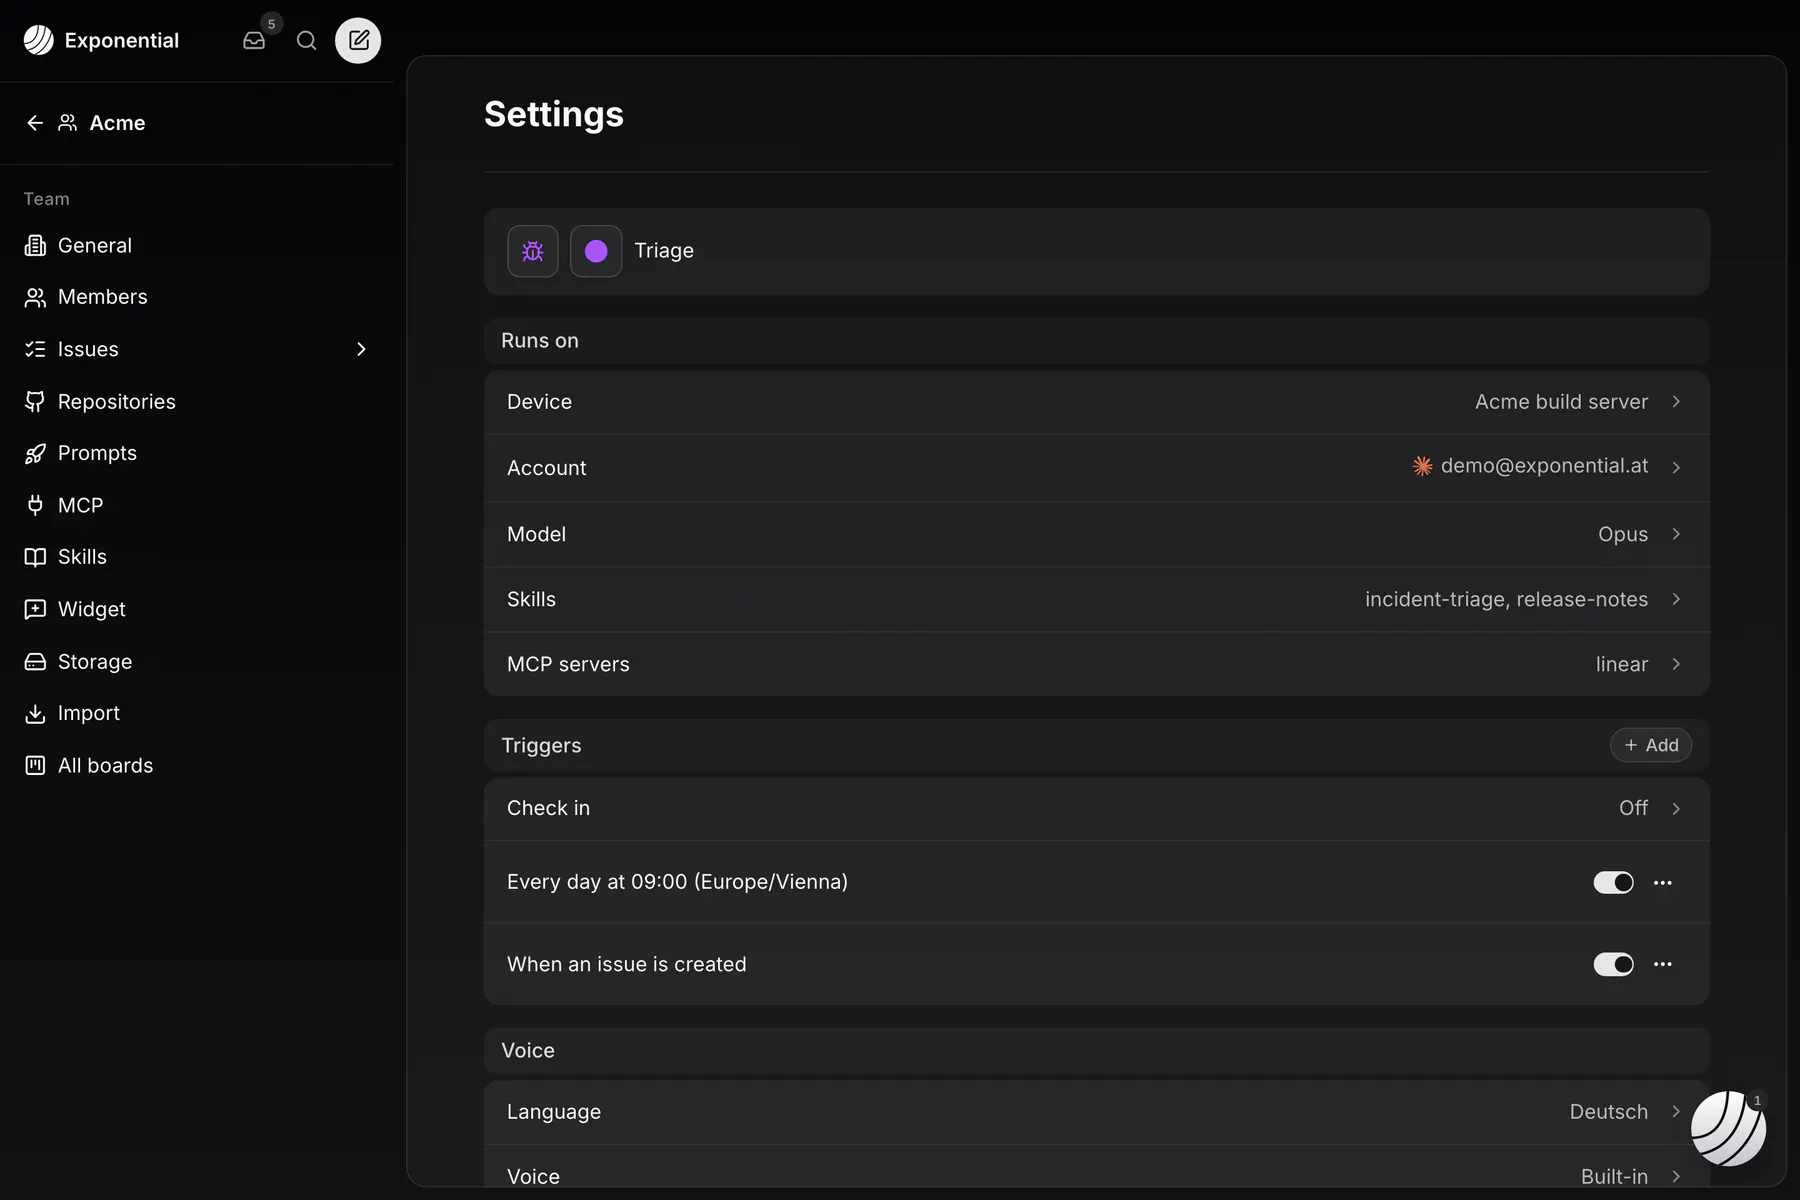 Exponential
5
Acme
Team
General
Members
Issues
Repositories
Prompts
MCP
Skills
Widget
Storage
Import
All boards
Settings
Triage
Runs on
Device
Acme build server
Account
demo@exponential.at
Model
Opus
Skills
incident-triage, release-notes
MCP servers
linear
Triggers
+ Add
Check in
Off
Every day at 09:00 (Europe/Vienna)
When an issue is created
Voice
Language
Deutsch
1
Voice
Built-in